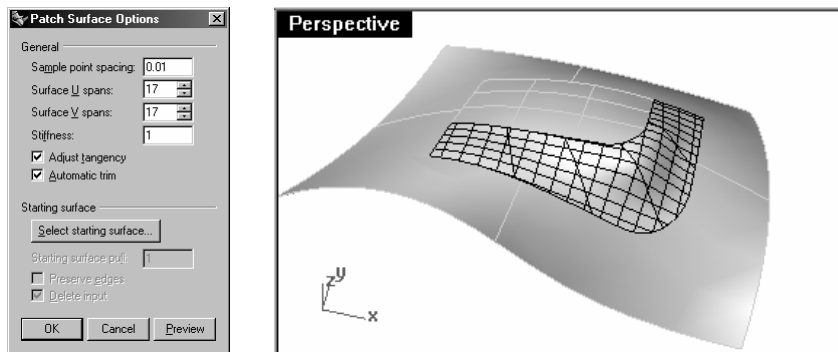 Patch Surface Options
General
Sample point spacing: 0.01
Surface U spans: 17
Surface V spans: 17
Stiffness: 1
Adjust tangency
Automatic trim
Starting surface
Select starting surface...
Starting surface pull: 1
Preserve edges
Delete input
OK Cancel Preview
Perspective
z y
x